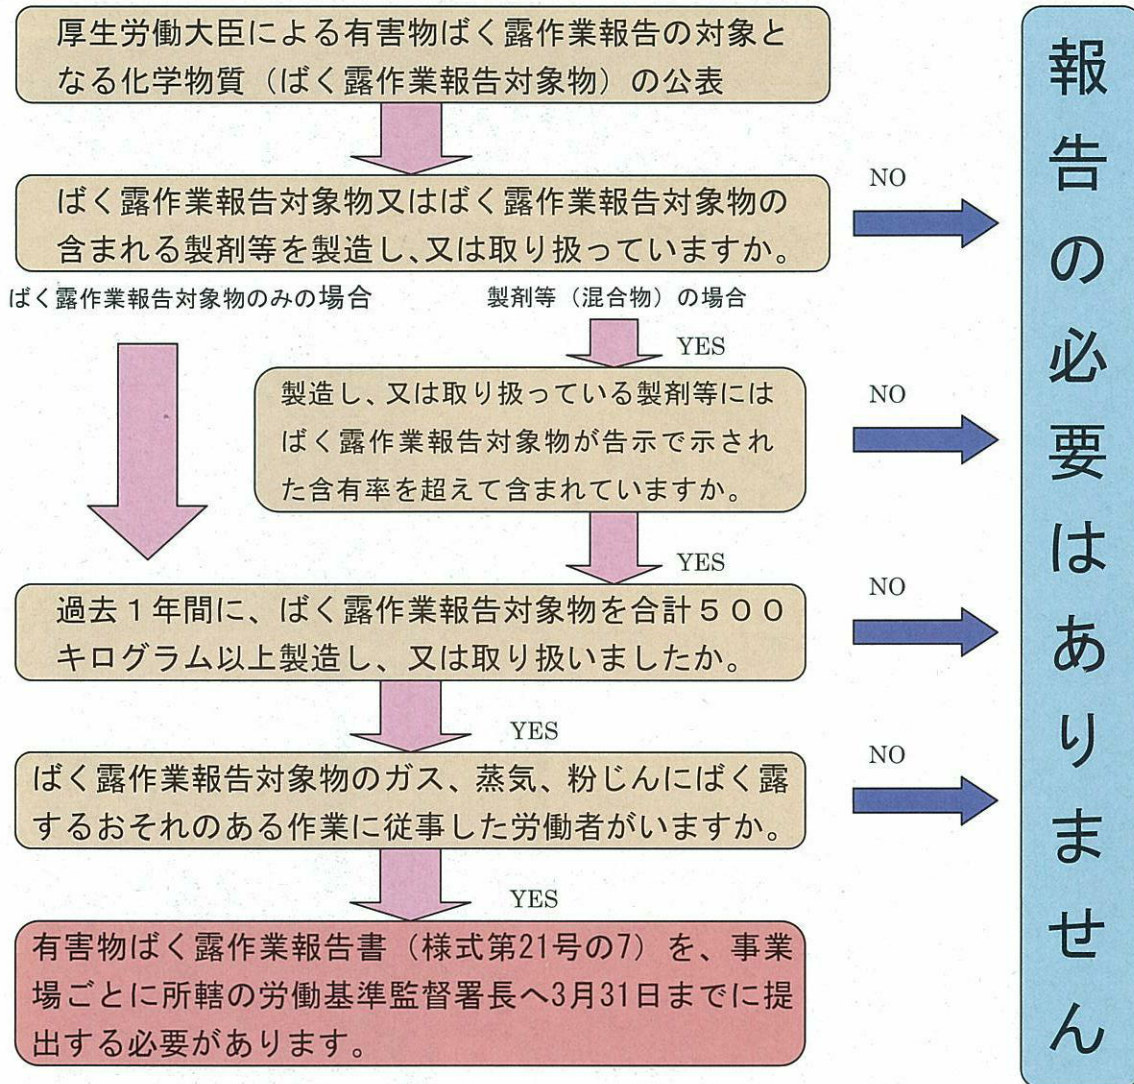 厚生労働大臣による有害物ばく露作業報告の対象と
なる化学物質（ばく露作業報告対象物）の公表
ばく露作業報告対象物又はばく露作業報告対象物の
含まれる製剤等を製造し、又は取り扱っていますか。
NO
ばく露作業報告対象物のみの場合
製剤等（混合物）の場合
YES
製造し、又は取り扱っている製剤等には
ばく露作業報告対象物が告示で示され
た含有率を超えて含まれていますか。
NO
YES
過去１年間に、ばく露作業報告対象物を合計５００
キログラム以上製造し、又は取り扱いましたか。
NO
YES
ばく露作業報告対象物のガス、蒸気、粉じんにばく露
するおそれのある作業に従事した労働者がいますか。
NO
YES
有害物ばく露作業報告書（様式第21号の7）を、事業
場ごとに所轄の労働基準監督署長へ3月31日までに提
出する必要があります。
報告の必要はありません